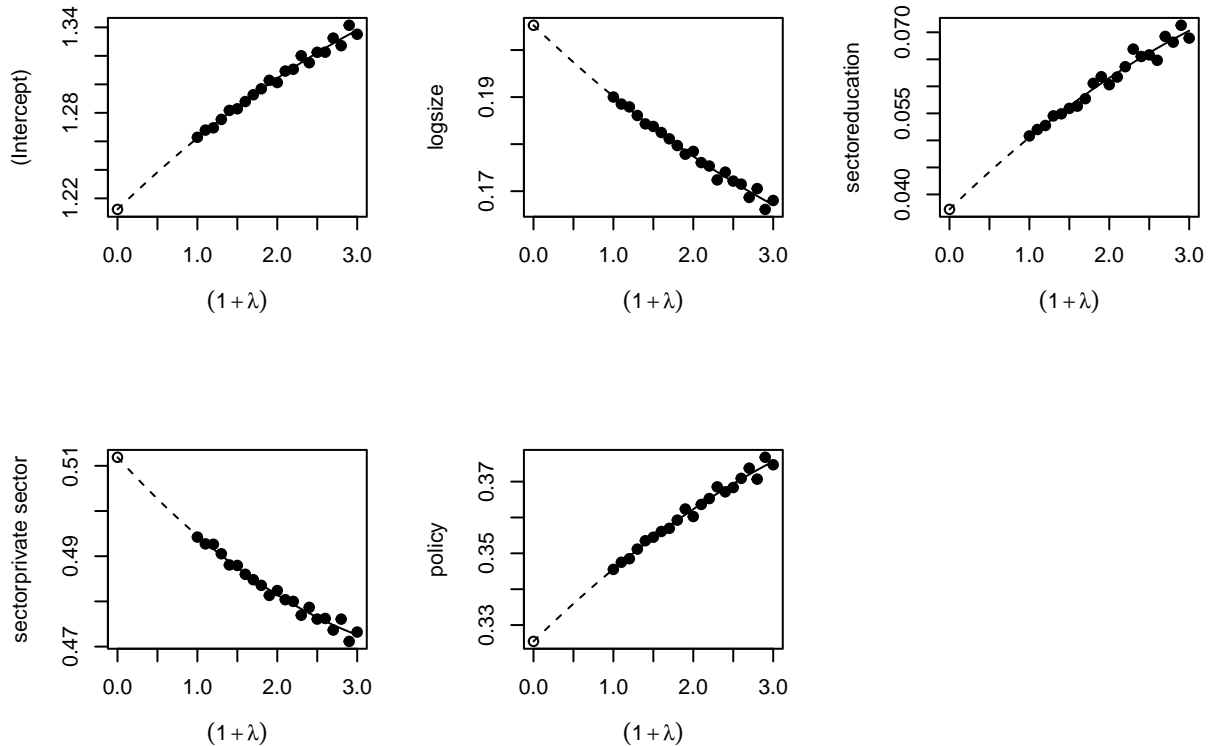 (Intercept)
1.22 1.28 1.34
0.0 1.0 2.0 3.0
(1 + λ)
logsize
0.17 0.19
0.0 1.0 2.0 3.0
(1 + λ)
sectoreducation
0.040 0.055 0.070
0.0 1.0 2.0 3.0
(1 + λ)
sectorprivate sector
0.47 0.49 0.51
0.0 1.0 2.0 3.0
(1 + λ)
policy
0.33 0.35 0.37
0.0 1.0 2.0 3.0
(1 + λ)